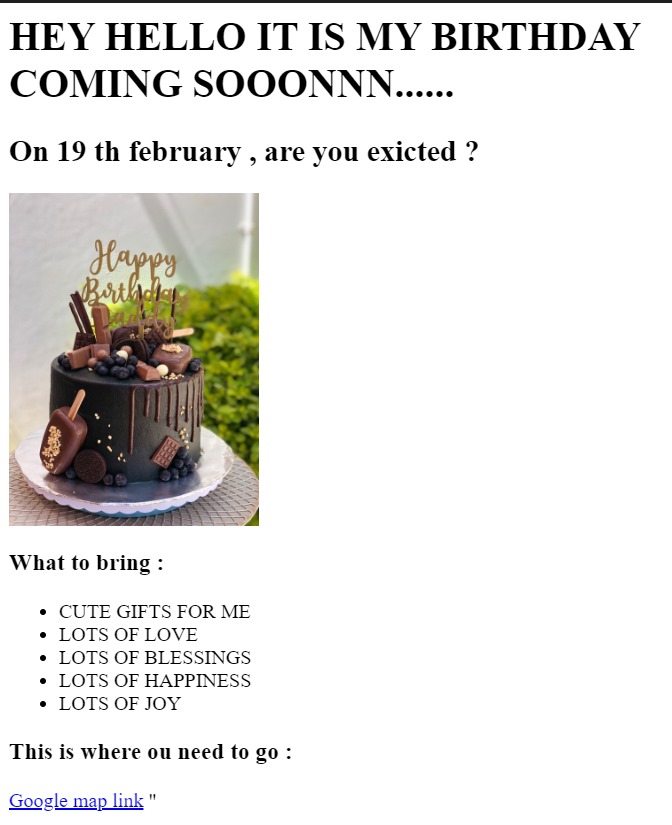 HEY HELLO IT IS MY BIRTHDAY
COMING SOOONNN......
On 19 th february , are you exicted ?
Happy
Birthday
What to bring :
CUTE GIFTS FOR ME
LOTS OF LOVE
LOTS OF BLESSINGS
LOTS OF HAPPINESS
LOTS OF JOY
This is where ou need to go :
Google map link "